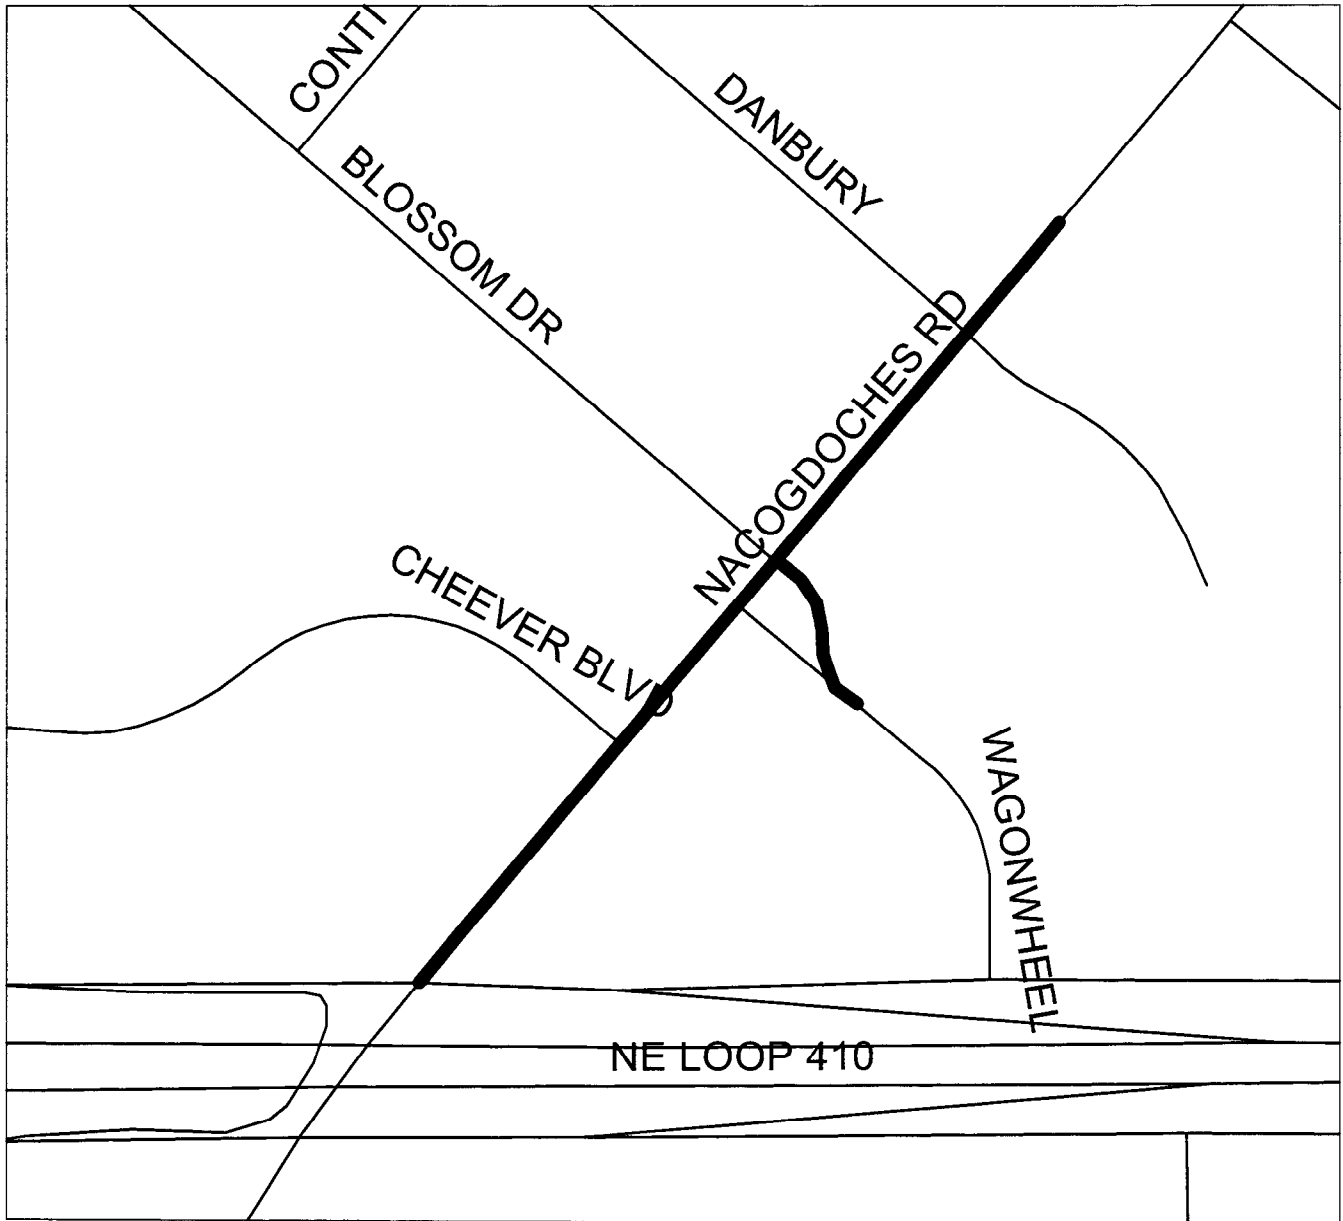 CONTI
DANBURY
BLOSSOM DR
NACOGDOCHES RD
CHEEVER BLVD
WAGONWHEEL
NE LOOP 410